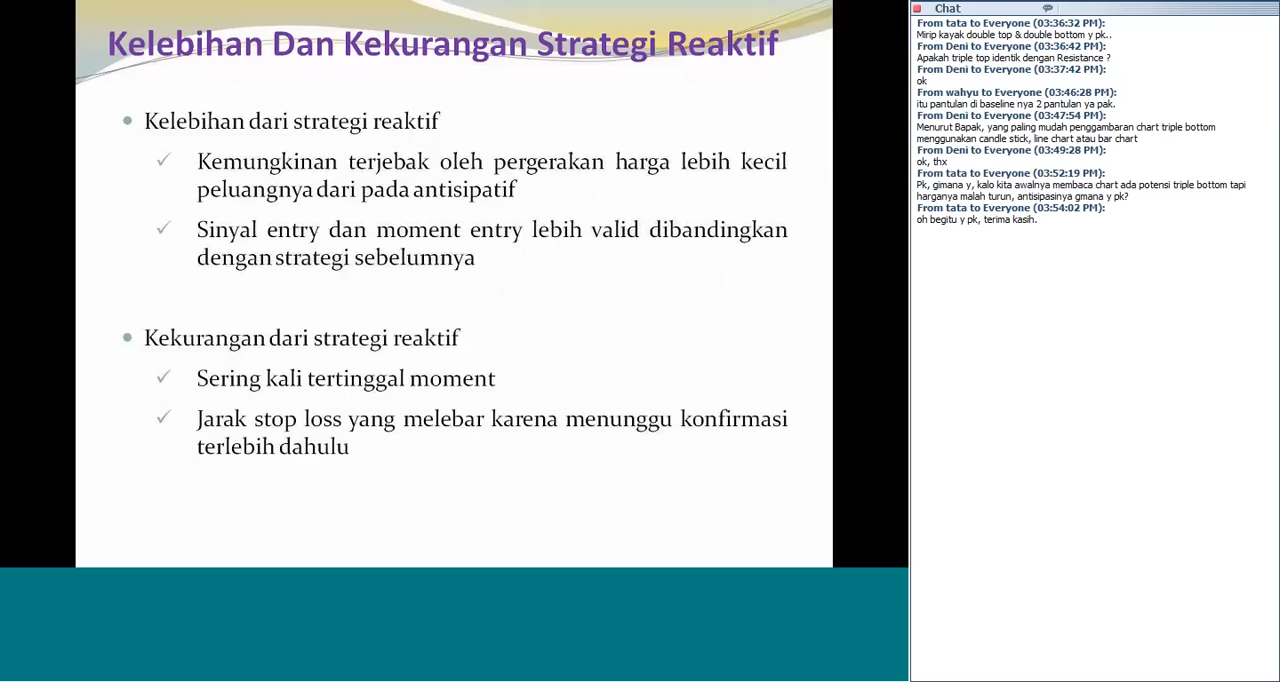 Kelebihan Dan Kekurangan Strategi Reaktif
Kelebihan dari strategi reaktif
Kemungkinan terjebak oleh pergerakan harga lebih kecil
peluangnya dari pada antisipatif
Sinyal entry dan moment entry lebih valid dibandingkan
dengan strategi sebelumnya
Kekurangan dari strategi reaktif
Sering kali tertinggal moment
Jarak stop loss yang melebar karena menunggu konfirmasi
terlebih dahulu
Chat
From tata to Everyone (03:36:32 PM):
Mirip kayak double top & double bottom y pk..
From Deni to Everyone (03:36:42 PM):
Apakah triple top identik dengan Resistance ?
From Deni to Everyone (03:37:42 PM):
ok
From wahyu to Everyone (03:46:28 PM):
itu pantulan di baseline nya 2 pantulan ya pak.
From Deni to Everyone (03:47:54 PM):
Menurut Bapak, yang paling mudah penggambaran chart triple bottom
menggunakan candle stick, line chart atau bar chart
From Deni to Everyone (03:49:28 PM):
ok, thx
From tata to Everyone (03:52:19 PM):
Pk, gimana y, kalo kita awalnya membaca chart ada potensi triple bottom tapi
harganya malah turun, antisipasinya gmana y pk?
From tata to Everyone (03:54:02 PM):
oh begitu y pk, terima kasih.